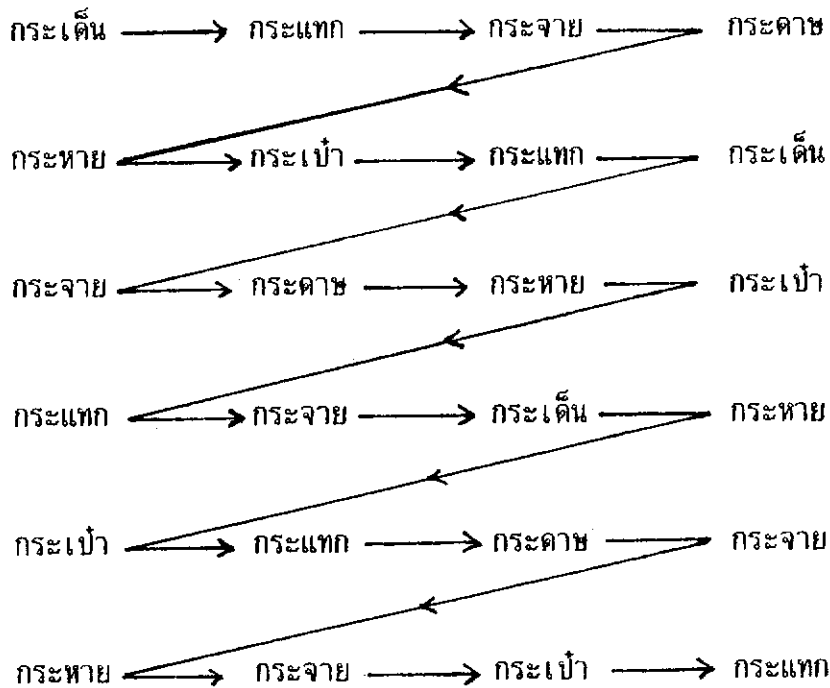 กระเด็น กระแทก กระจาย กระดาษ
กระหาย กระเป๋า กระแทก กระเด็น
กระจาย กระดาษ กระหาย กระเป๋า
กระแทก กระจาย กระเด็น กระหาย
กระเป๋า กระแทก กระดาษ กระจาย
กระหาย กระจาย กระเป๋า กระแทก